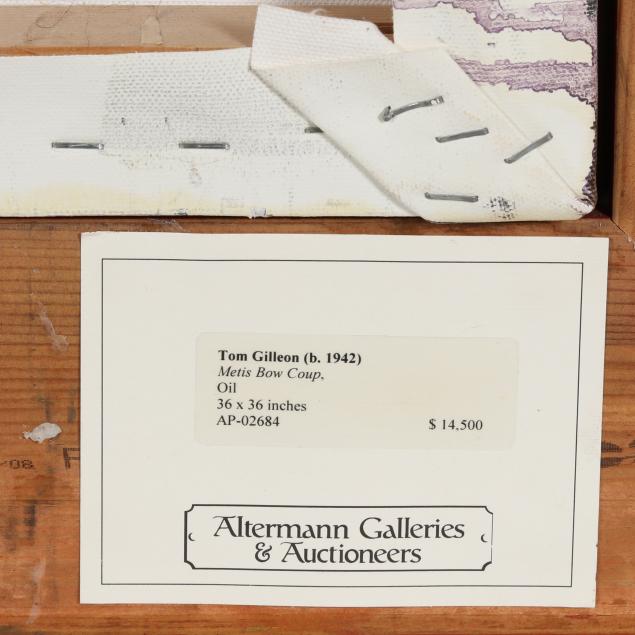 Tom Gilleon (b. 1942)
Metis Bow Coup,
Oil
36 x 36 inches
AP-02684 $ 14,500
Altermann Galleries
& Auctioneers